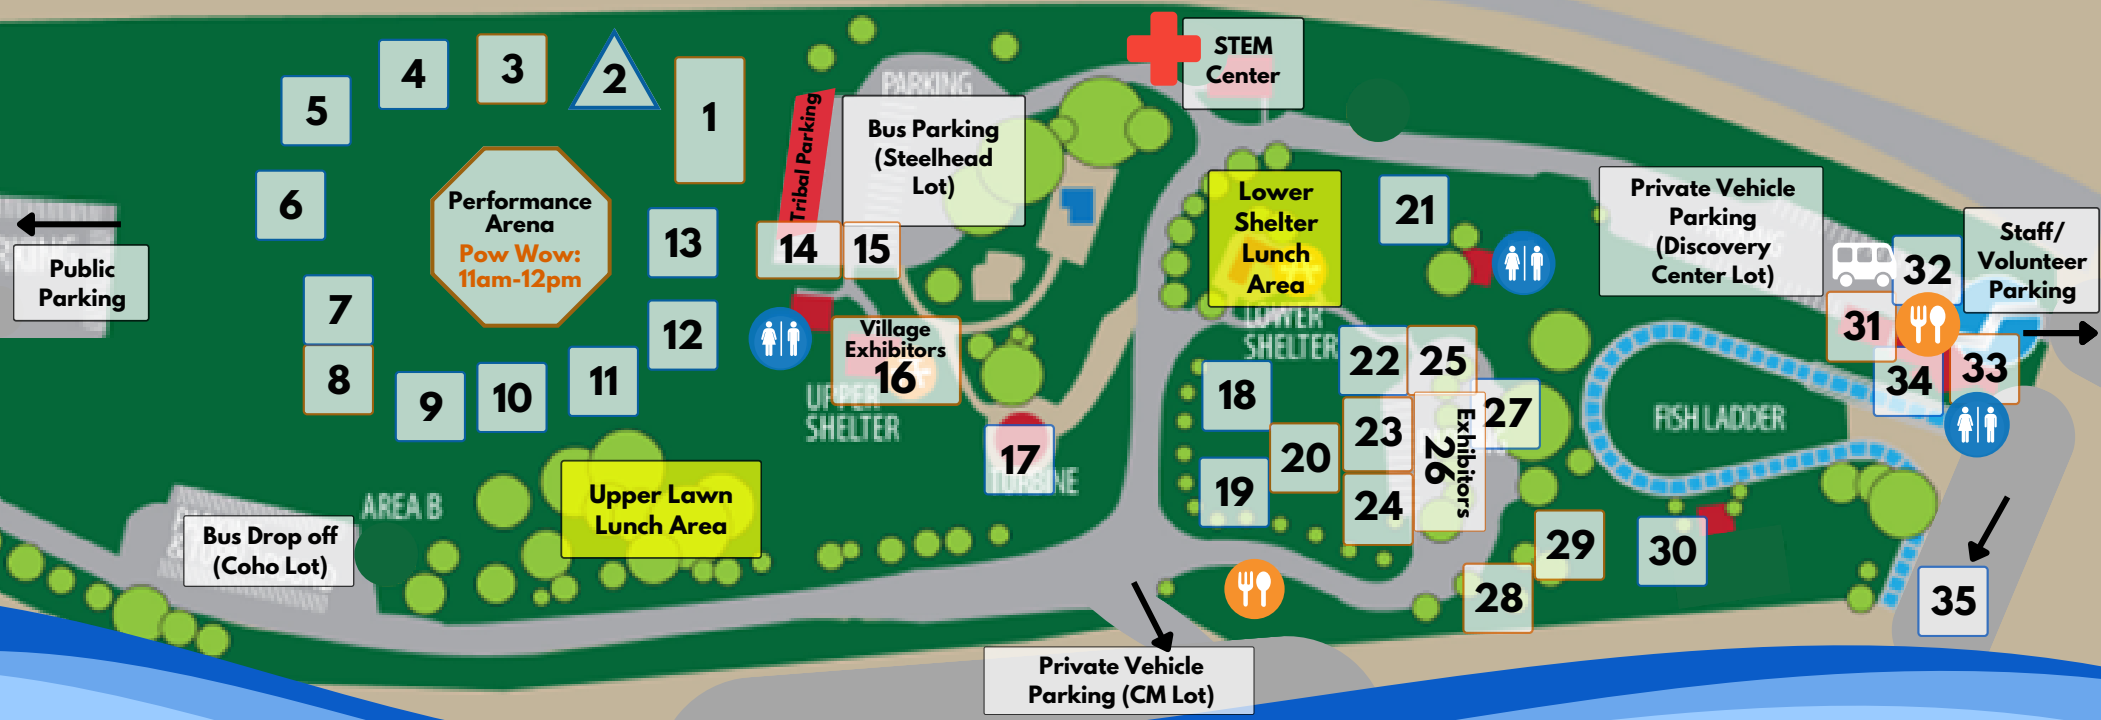 4
3
2
1
5
6
7
8
9
10
11
12
13
Performance
Arena
Pow Wow:
11am-12pm
Public
Parking
Bus Drop off
(Coho Lot)
AREA B
Upper Lawn
Lunch Area
Tribal Parking
PARKING
Bus Parking
(Steelhead
Lot)
14
15
Village
Exhibitors
16
UPPER
SHELTER
17
TURBINE
STEM
Center
Lower
Shelter
Lunch
Area
LOWER
SHELTER
21
18
19
20
22
25
23
24
Exhibitors
26
27
28
29
30
Private Vehicle
Parking
(Discovery
Center Lot)
Staff/
Volunteer
Parking
32
31
33
34
FISH LADDER
35
Private Vehicle
Parking (CM Lot)